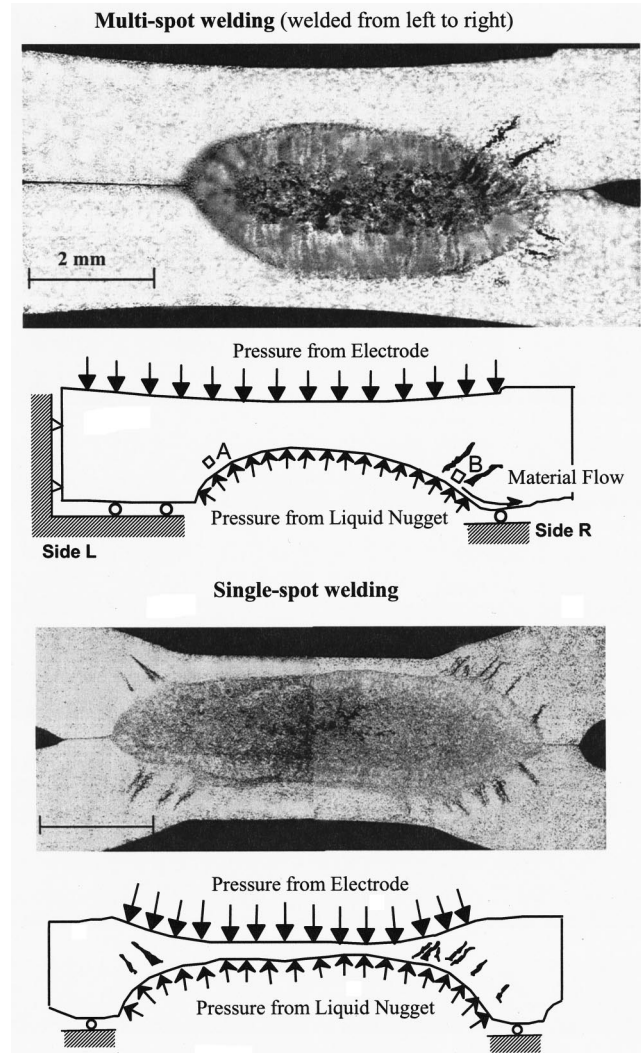 Multi-spot welding (welded from left to right)
2 mm
Pressure from Electrode
A
B
Material Flow
Pressure from Liquid Nugget
Side L
Side R
Single-spot welding
Pressure from Electrode
Pressure from Liquid Nugget